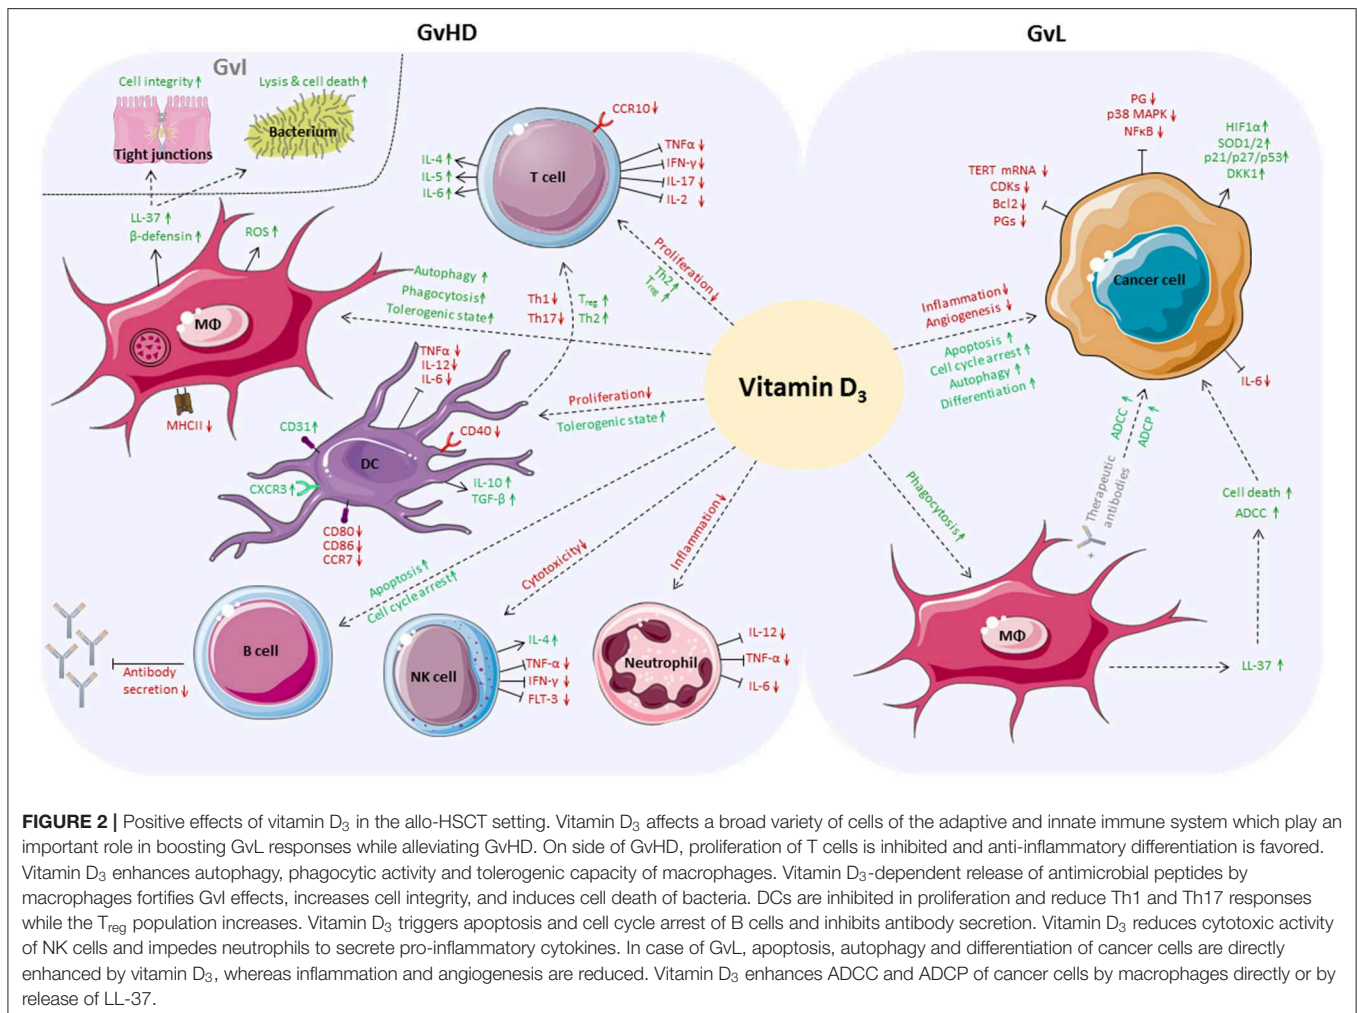 GvHD
GvL
GvI
Cell integrity↑
Lysis & cell death↑
Tight junctions
Bacterium
LL-37 ↑
β-defensin ↑
ROS↑
MΦ
MHCII↓
CCR10↓
T cell
IL-4↑
IL-5↑
IL-6↑
TNFα↓
IFN-γ↓
IL-17↓
IL-2 ↓
Autophagy ↑
Phagocytosis↑
Tolerogenic state↑
Th1↓
Th17↓
Treg ↑
Th2↑
Proliferation↓
Th2↑
Treg ↑
TNFα ↓
IL-12↓
IL-6 ↓
CD31↑
CD40 ↓
DC
CXCR3↑
IL-10↑
TGF-β ↑
CD80↓
CD86↓
CCR7↓
Proliferation↓
Tolerogenic state↑
Vitamin D3
Apoptosis↑
Cell cycle arrest↑
Cytotoxicity↓
Inflammation↓
B cell
Antibody
secretion ↓
NK cell
IL-4↑
TNF-α ↓
IFN-γ ↓
FLT-3 ↓
Neutrophil
IL-12↓
TNF-α↓
IL-6 ↓
PG ↓
p38 MAPK ↓
NFκB ↓
HIF1α↑
SOD1/2↑
p21/p27/p53↑
DKK1↑
TERT mRNA ↓
CDKs ↓
Bcl2 ↓
PGs ↓
Cancer cell
IL-6↓
Inflammation↓
Angiogenesis ↓
Apoptosis ↑
Cell cycle arrest ↑
Autophagy ↑
Differentiation ↑
Phagocytosis↑
ADCC ↑
ADCP ↑
+ Therapeutic
antibodies
Cell death ↑
ADCC ↑
MΦ
LL-37 ↑
FIGURE 2 | Positive effects of vitamin D3 in the allo-HSCT setting. Vitamin D3 affects a broad variety of cells of the adaptive and innate immune system which play an
important role in boosting GvL responses while alleviating GvHD. On side of GvHD, proliferation of T cells is inhibited and anti-inflammatory differentiation is favored.
Vitamin D3 enhances autophagy, phagocytic activity and tolerogenic capacity of macrophages. Vitamin D3-dependent release of antimicrobial peptides by
macrophages fortifies GvI effects, increases cell integrity, and induces cell death of bacteria. DCs are inhibited in proliferation and reduce Th1 and Th17 responses
while the Treg population increases. Vitamin D3 triggers apoptosis and cell cycle arrest of B cells and inhibits antibody secretion. Vitamin D3 reduces cytotoxic activity
of NK cells and impedes neutrophils to secrete pro-inflammatory cytokines. In case of GvL, apoptosis, autophagy and differentiation of cancer cells are directly
enhanced by vitamin D3, whereas inflammation and angiogenesis are reduced. Vitamin D3 enhances ADCC and ADCP of cancer cells by macrophages directly or by
release of LL-37.